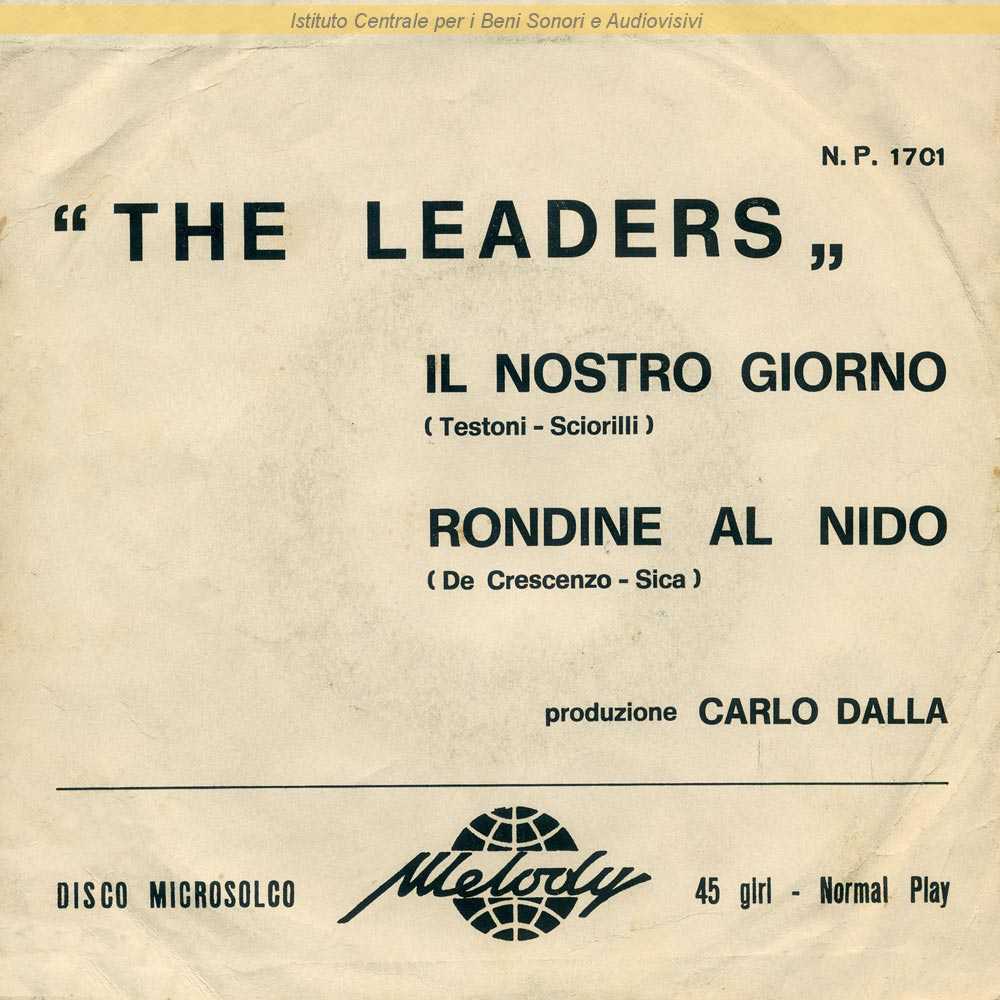 Istituto Centrale per i Beni Sonori e Audiovisivi
N. P. 1701
“ THE LEADERS „
IL NOSTRO GIORNO
( Testoni - Sciorilli )
RONDINE AL NIDO
( De Crescenzo - Sica )
produzione CARLO DALLA
Melody
DISCO MICROSOLCO 45 giri - Normal Play